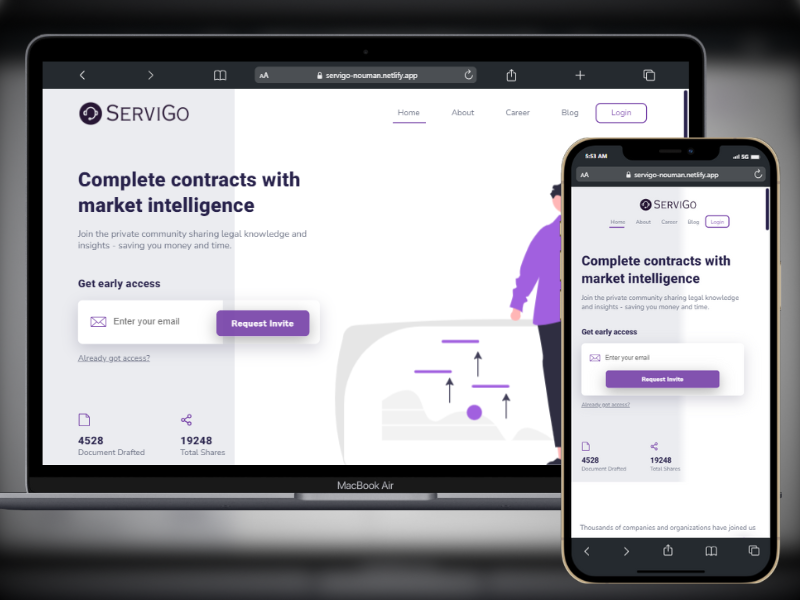 AA servigo-nouman.netlify.app
SERVIGO
Home About Career Blog Login
Complete contracts with
market intelligence
Join the private community sharing legal knowledge and
insights - saving you money and time.
Get early access
Enter your email
Request Invite
Already got access?
4528 19248
Document Drafted Total Shares
MacBook Air
5:51 AM 5G
AA servigo-nouman.netlify.app
SERVIGO
Home About Career Blog Login
Complete contracts with
market intelligence
Join the private community sharing legal knowledge
and insights - saving you money and time.
Get early access
Enter your email
Request Invite
Already got access?
4528 19248
Document Drafted Total Shares
Thousands of companies and organizations have joined us